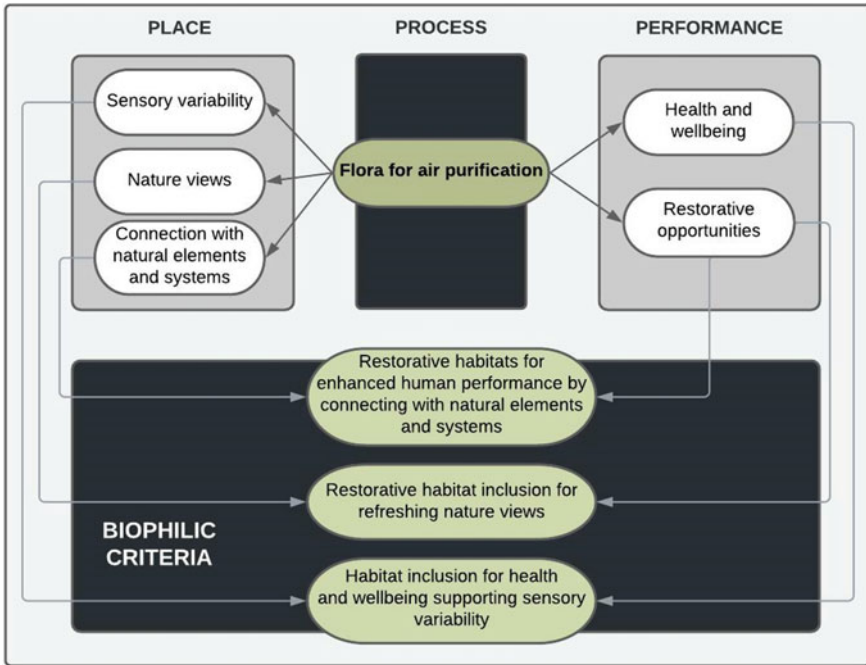 PLACE
PROCESS
PERFORMANCE
Sensory variability
Nature views
Connection with
natural elements
and systems
Flora for air purification
Health and
wellbeing
Restorative
opportunities
Restorative habitats for
enhanced human performance by
connecting with natural elements
and systems
Restorative habitat inclusion for
refreshing nature views
BIOPHILIC
CRITERIA
Habitat inclusion for health
and wellbeing supporting sensory
variability